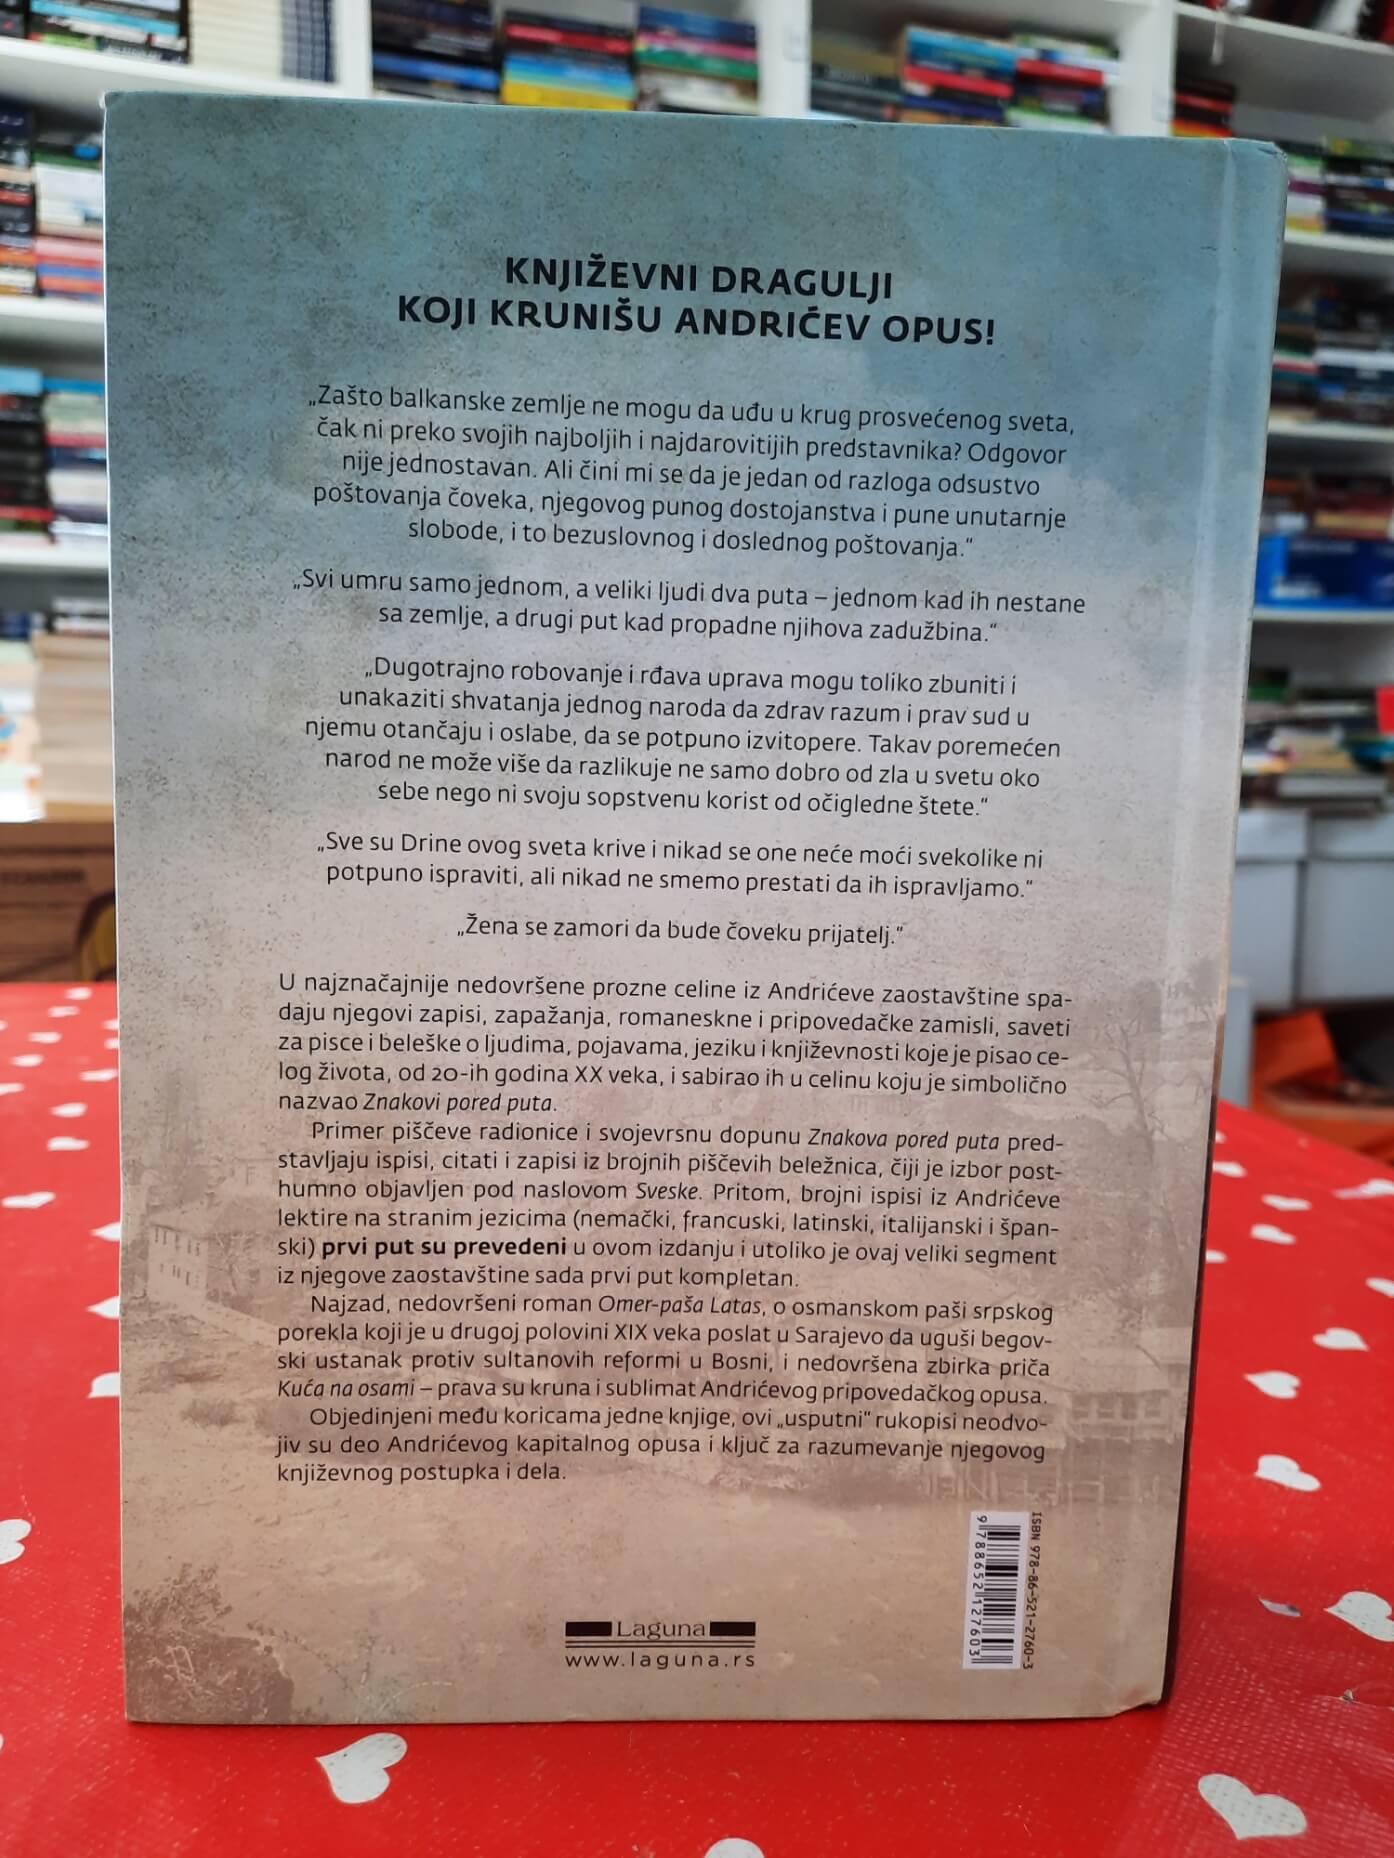 KNJIŽEVNI DRAGULJI
KOJI KRUNIŠU ANDRIĆEV OPUS!
„Zašto balkanske zemlje ne mogu da uđu u krug prosvećenog sveta,
čak ni preko svojih najboljih i najdarovitijih predstavnika? Odgovor
nije jednostavan. Ali čini mi se da je jedan od razloga odsustvo
poštovanja čoveka, njegovog punog dostojanstva i pune unutarnje
slobode, i to bezuslovnog i doslednog poštovanja.“
„Svi umru samo jednom, a veliki ljudi dva puta – jednom kad ih nestane
sa zemlje, a drugi put kad propadne njihova zadužbina.“
„Dugotrajno robovanje i rđava uprava mogu toliko zbuniti i
unakaziti shvatanja jednog naroda da zdrav razum i prav sud u
njemu otančaju i oslabe, da se potpuno izvitopere. Takav poremećen
narod ne može više da razlikuje ne samo dobro od zla u svetu oko
sebe nego ni svoju sopstvenu korist od očigledne štete.“
„Sve su Drine ovog sveta krive i nikad se one neće moći svekolike ni
potpuno ispraviti, ali nikad ne smemo prestati da ih ispravljamo.“
„Žena se zamori da bude čoveku prijatelj.“
U najznačajnije nedovršene prozne celine iz Andrićeve zaostavštine spa-
daju njegovi zapisi, zapažanja, romaneskne i pripovedačke zamisli, saveti
za pisce i beleške o ljudima, pojavama, jeziku i književnosti koje je pisao ce-
log života, od 20-ih godina XX veka, i sabirao ih u celinu koju je simbolično
nazvao Znakovi pored puta.
Primer piščeve radionice i svojevrsnu dopunu Znakova pored puta pred-
stavljaju ispisi, citati i zapisi iz brojnih piščevih beležnica, čiji je izbor post-
humno objavljen pod naslovom Sveske. Pritom, brojni ispisi iz Andrićeve
lektire na stranim jezicima (nemački, francuski, latinski, italijanski i špan-
ski) prvi put su prevedeni u ovom izdanju i utoliko je ovaj veliki segment
iz njegove zaostavštine sada prvi put kompletan.
Najzad, nedovršeni roman Omer-paša Latas, o osmanskom paši srpskog
porekla koji je u drugoj polovini XIX veka poslat u Sarajevo da uguši begov-
ski ustanak protiv sultanovih reformi u Bosni, i nedovršena zbirka priča
Kuća na osami – prava su kruna i sublimat Andrićevog pripovedačkog opusa.
Objedinjeni među koricama jedne knjige, ovi „usputni“ rukopisi neodvo-
jiv su deo Andrićevog kapitalnog opusa i ključ za razumevanje njegovog
književnog postupka i dela.
ISBN 978-86-521-2760-3
9 788652 127603
Laguna
www.laguna.rs